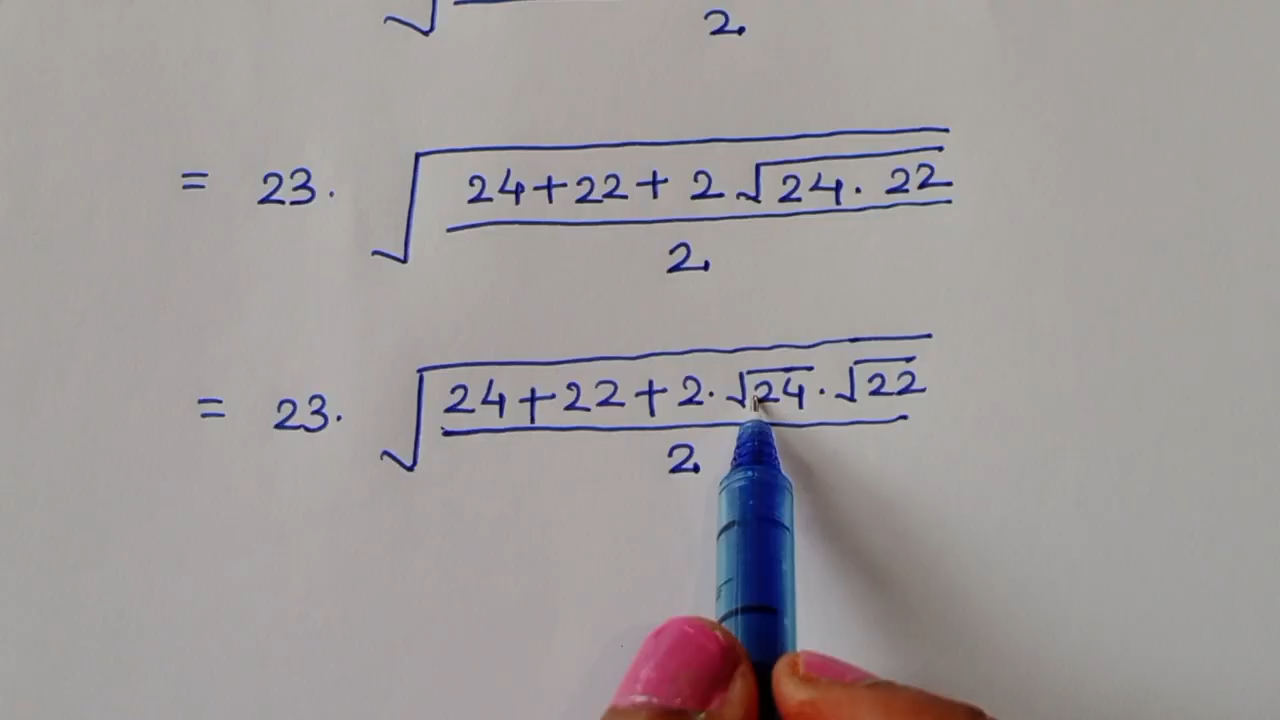 √ 2
= 23. √(24+22+2√(24.22) / 2)
= 23. √(24+22+2.√24.√22 / 2)